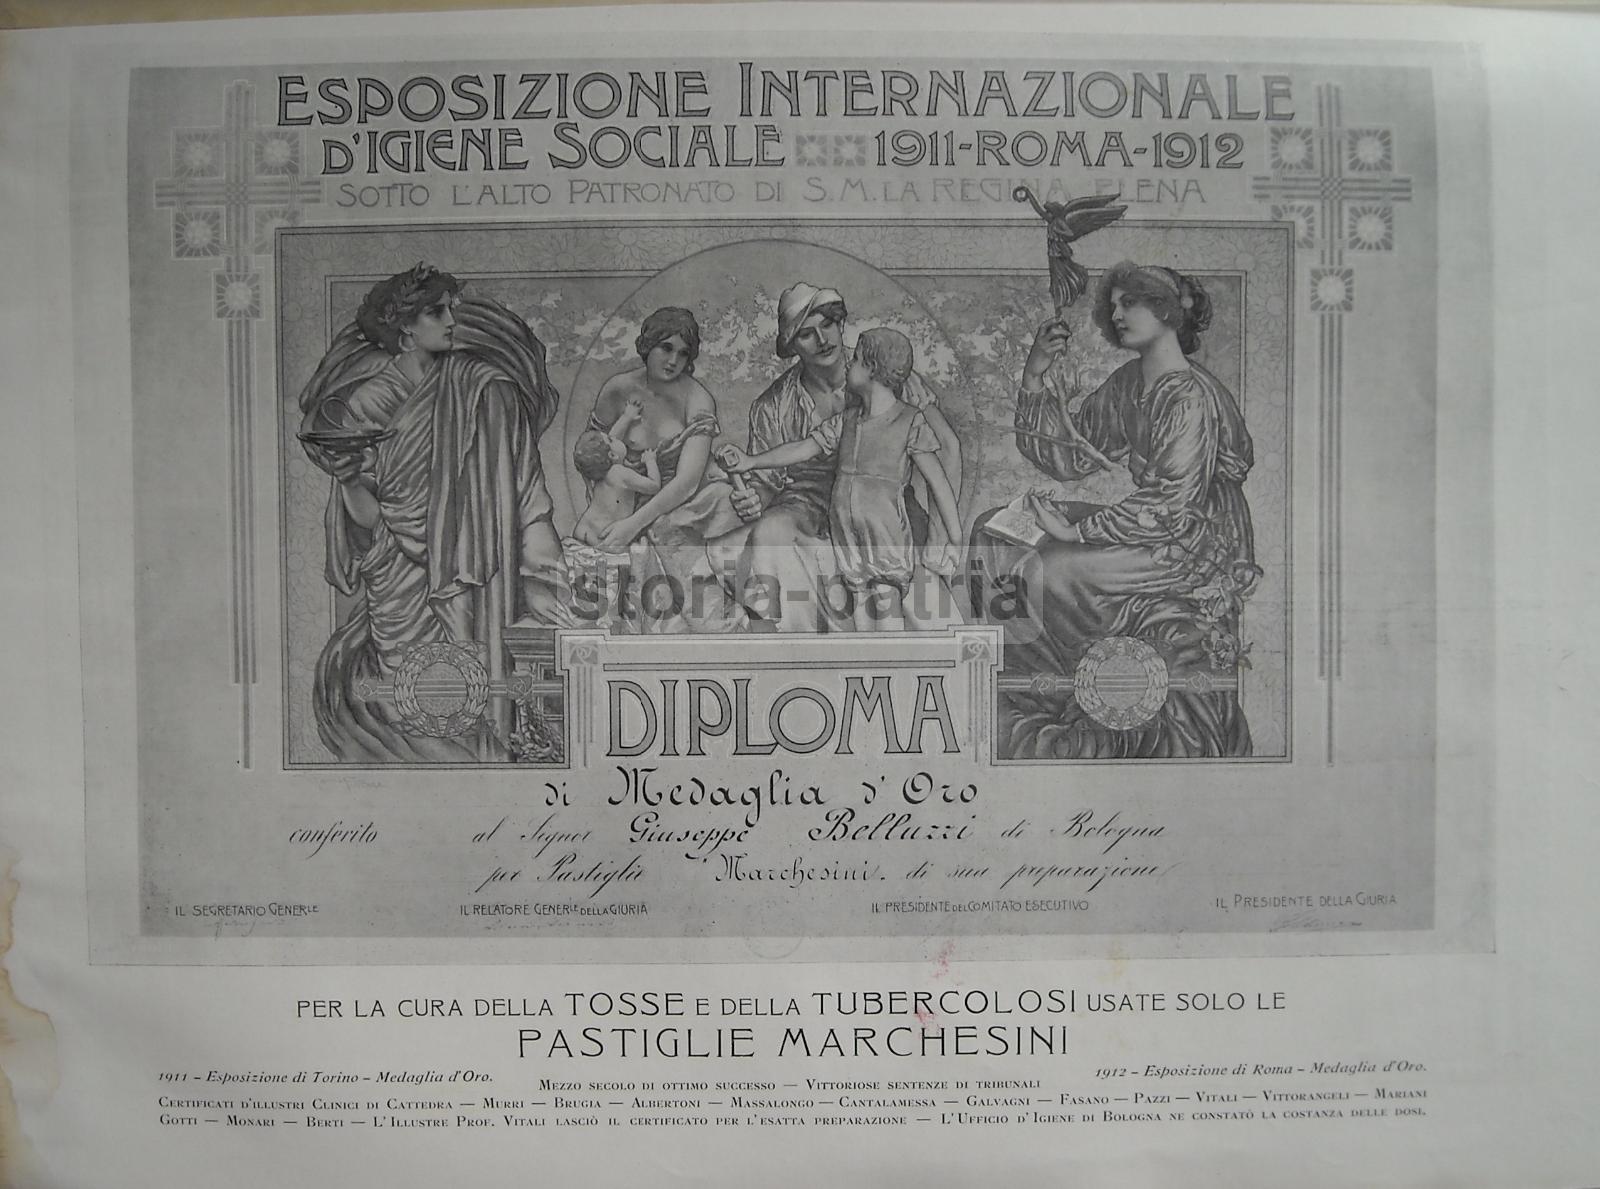 ESPOSIZIONE INTERNAZIONALE
D'IGIENE SOCIALE 1911-ROMA-1912
SOTTO L'ALTO PATRONATO DI S.M. LA REGINA ELENA
storia-patria
DIPLOMA
di Medaglia d'Oro
conferito al Signor Giuseppe Belluzzi di Bologna
per Pastiglie "Marchesini" di sua preparazione
IL SEGRETARIO GENERLE IL RELATORE GENERLE DELLA GIURIA IL PRESIDENTE DEL COMITATO ESECUTIVO IL PRESIDENTE DELLA GIURIA
PER LA CURA DELLA TOSSE E DELLA TUBERCOLOSI USATE SOLO LE
PASTIGLIE MARCHESINI
1911 – Esposizione di Torino – Medaglia d'Oro. MEZZO SECOLO DI OTTIMO SUCCESSO — VITTORIOSE SENTENZE DI TRIBUNALI 1912 – Esposizione di Roma – Medaglia d'Oro.
CERTIFICATI D'ILLUSTRI CLINICI DI CATTEDRA — MURRI — BRUGIA — ALBERTONI — MASSALONGO — CANTALAMESSA — GALVAGNI — FASANO — PAZZI — VITALI — VITTORANGELI — MARIANI
GOTTI — MONARI — BERTI — L'ILLUSTRE PROF. VITALI LASCIÒ IL CERTIFICATO PER L'ESATTA PREPARAZIONE — L'UFFICIO D'IGIENE DI BOLOGNA NE CONSTATÒ LA COSTANZA DELLE DOSI.